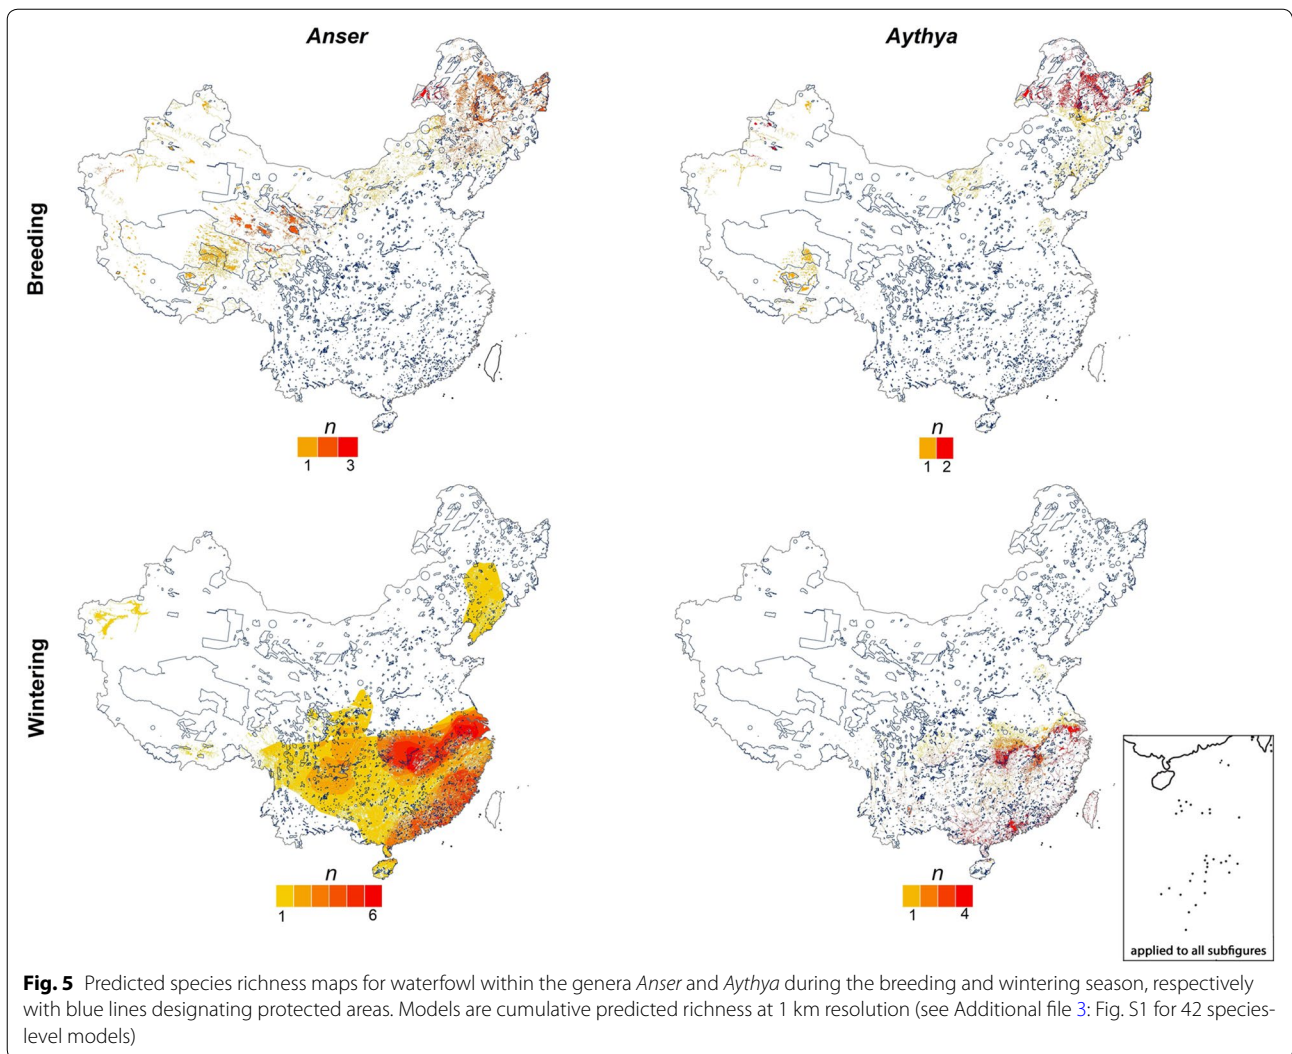 Anser
Aythya
Breeding
n
1 3
n
1 2
Wintering
n
1 6
n
1 4
applied to all subfigures
Fig. 5 Predicted species richness maps for waterfowl within the genera Anser and Aythya during the breeding and wintering season, respectively
with blue lines designating protected areas. Models are cumulative predicted richness at 1 km resolution (see Additional file 3: Fig. S1 for 42 species-
level models)